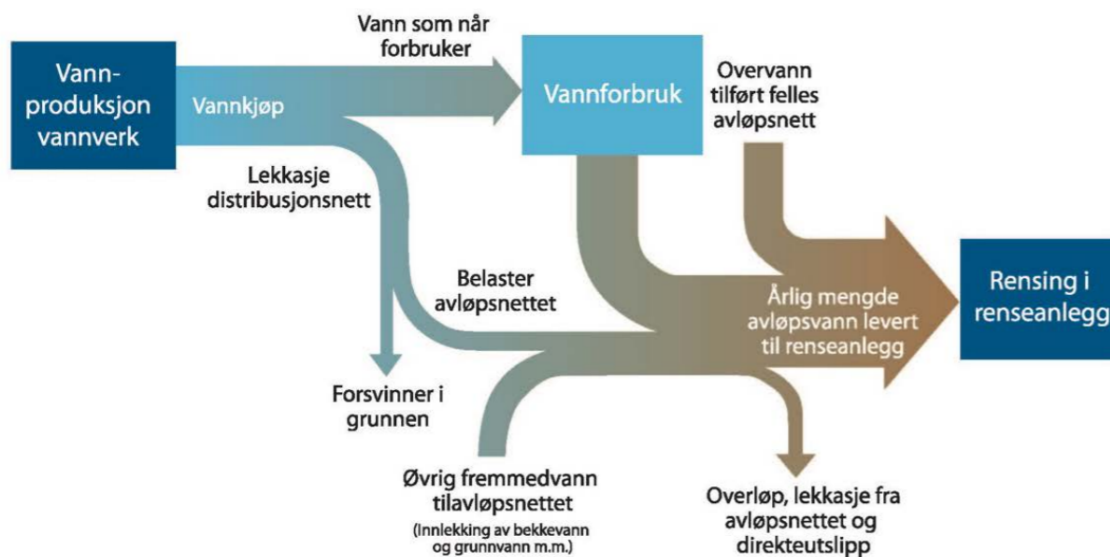 Vann-
produksjon
vannverk
Vannkjøp
Vann som når
forbruker
Vannforbruk
Overvann
tilført felles
avløpsnett
Lekkasje
distribusjonsnett
Belaster
avløpsnettet
Årlig mengde
avløpsvann levert
til renseanlegg
Rensing i
renseanlegg
Forsvinner i
grunnen
Øvrig fremmedvann
tilavløpsnettet
(Innlekking av bekkevann
og grunnvann m.m.)
Overløp, lekkasje fra
avløpsnettet og
direkteutslipp